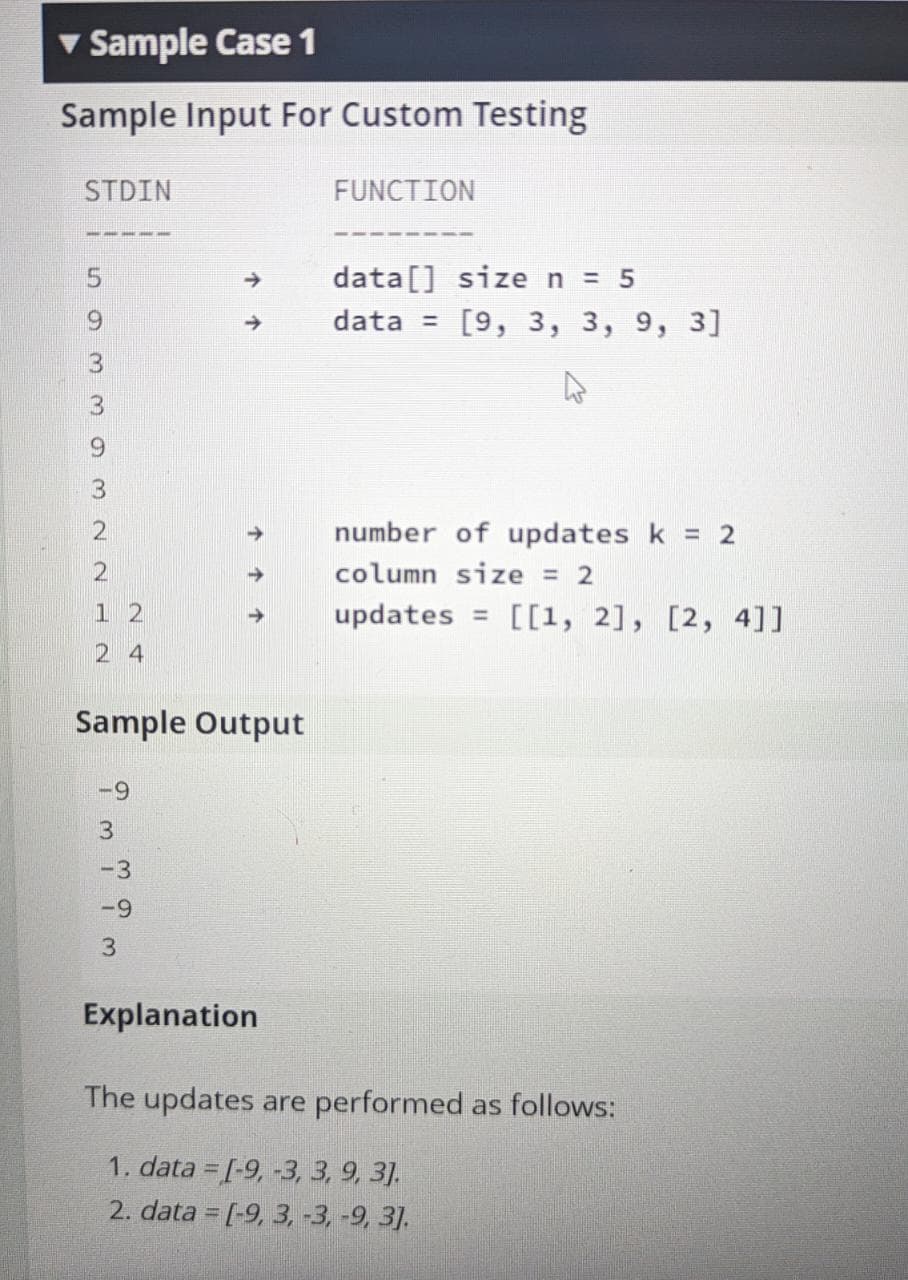 ▼ Sample Case 1
Sample Input For Custom Testing
STDIN FUNCTION
----- --------
5 → data[] size n = 5
9 → data = [9, 3, 3, 9, 3]
3
3
9
3
2 → number of updates k = 2
2 → column size = 2
1 2 → updates = [[1, 2], [2, 4]]
2 4
Sample Output
-9
3
-3
-9
3
Explanation
The updates are performed as follows:
1. data = [-9, -3, 3, 9, 3].
2. data = [-9, 3, -3, -9, 3].